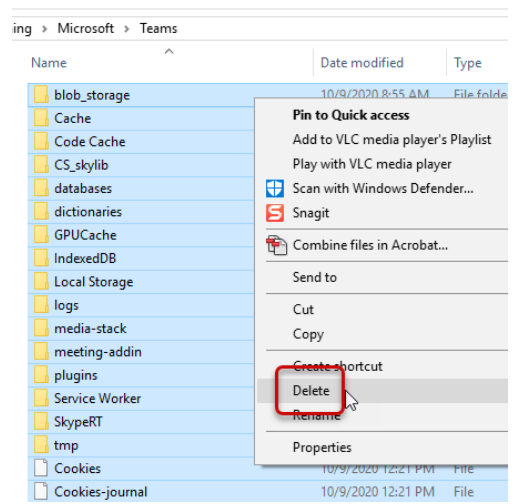 ing > Microsoft > Teams
Name Date modified Type
blob_storage 10/9/2020 8:55 AM File folde
Cache
Code Cache
CS_skylib
databases
dictionaries
GPUCache
IndexedDB
Local Storage
logs
media-stack
meeting-addin
plugins
Service Worker
SkypeRT
tmp
Cookies 10/9/2020 12:21 PM File
Cookies-journal 10/9/2020 12:21 PM File
Pin to Quick access
Add to VLC media player's Playlist
Play with VLC media player
Scan with Windows Defender...
Snagit
Combine files in Acrobat...
Send to
Cut
Copy
Create shortcut
Delete
Rename
Properties